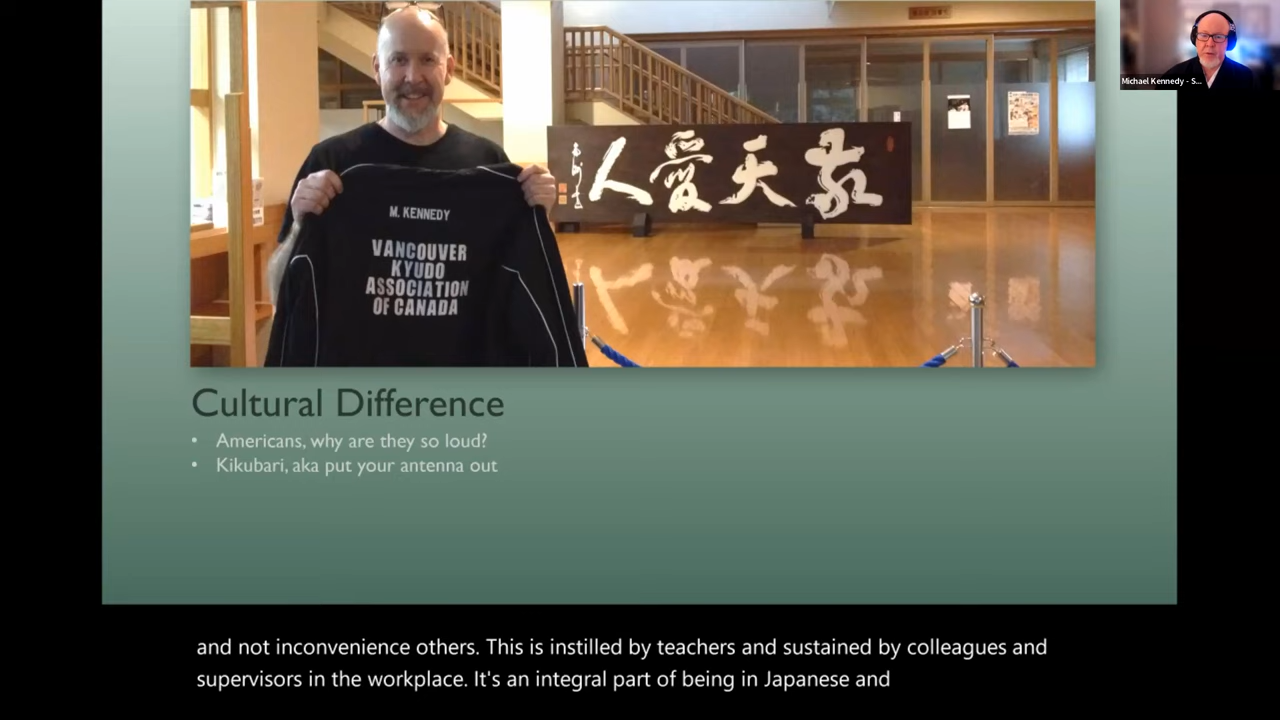 M. KENNEDY
VANCOUVER
KYUDO
ASSOCIATION
OF CANADA
人愛天敬
Michael Kennedy - S...
Cultural Difference
• Americans, why are they so loud?
• Kikubari, aka put your antenna out
and not inconvenience others. This is instilled by teachers and sustained by colleagues and
supervisors in the workplace. It's an integral part of being in Japanese and